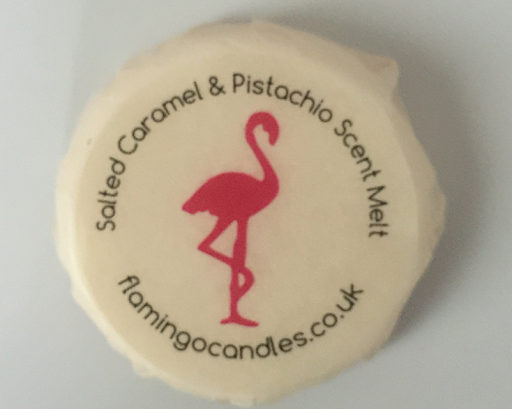 Salted Caramel & Pistachio Scent Melt
flamingocandles.co.uk